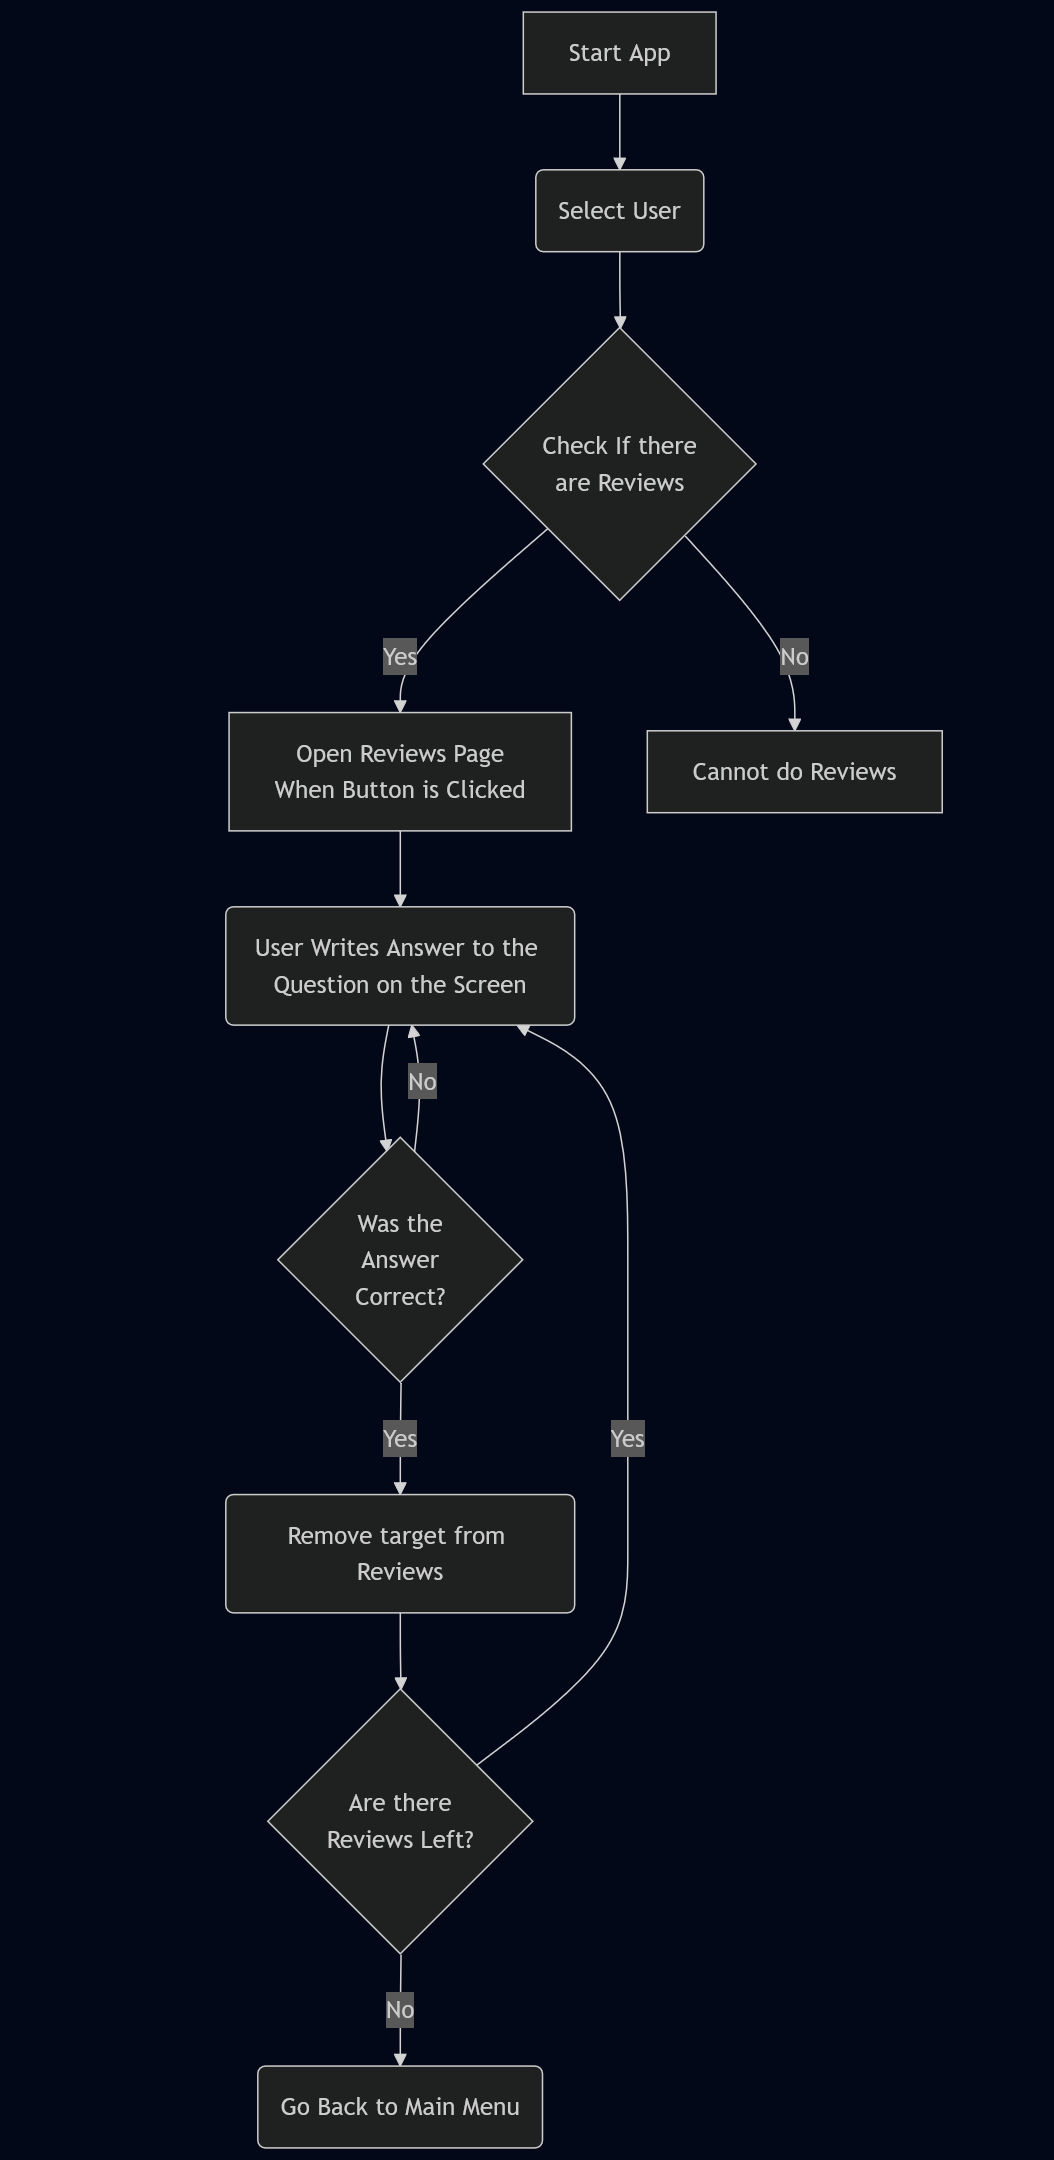 Start App
Select User
Check If there
are Reviews
Yes
No
Open Reviews Page
When Button is Clicked
Cannot do Reviews
User Writes Answer to the
Question on the Screen
No
Was the
Answer
Correct?
Yes
Yes
Remove target from
Reviews
Are there
Reviews Left?
No
Go Back to Main Menu